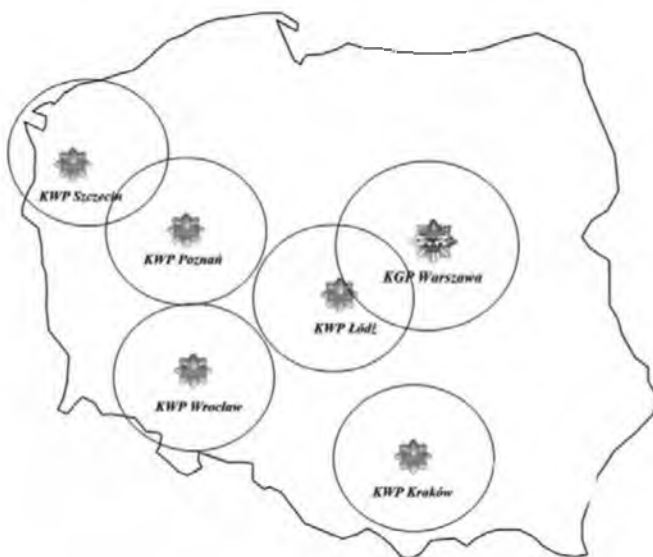 KWP Szczecin
KWP Poznań
KGP Warszawa
KWP Łódź
KWP Wrocław
KWP Kraków